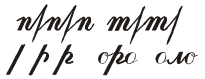 п/п/п т/т/
/ р р оро оло